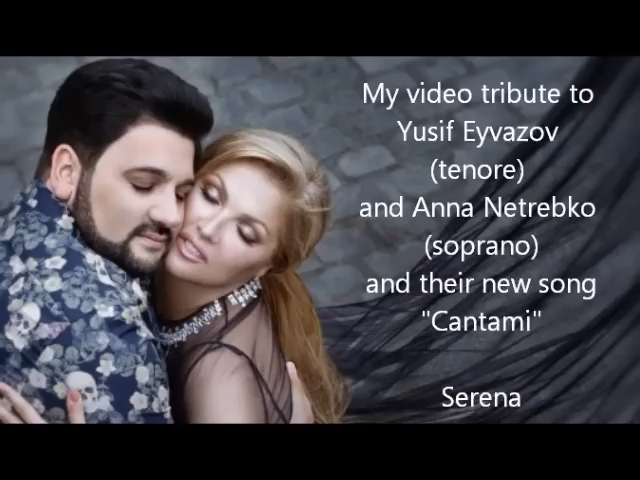 My video tribute to
Yusif Eyvazov
(tenore)
and Anna Netrebko
(soprano)
and their new song
"Cantami"
Serena